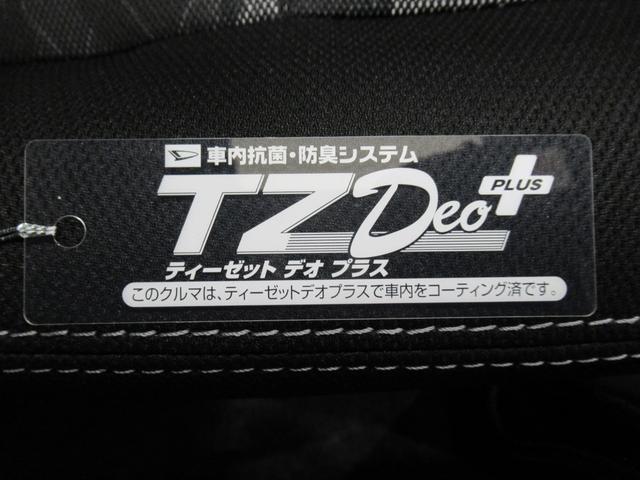 車内抗菌・防臭システム
TZ Deo PLUS
ティーゼット デオ プラス
このクルマは、ティーゼットデオプラスで車内をコーティング済です。